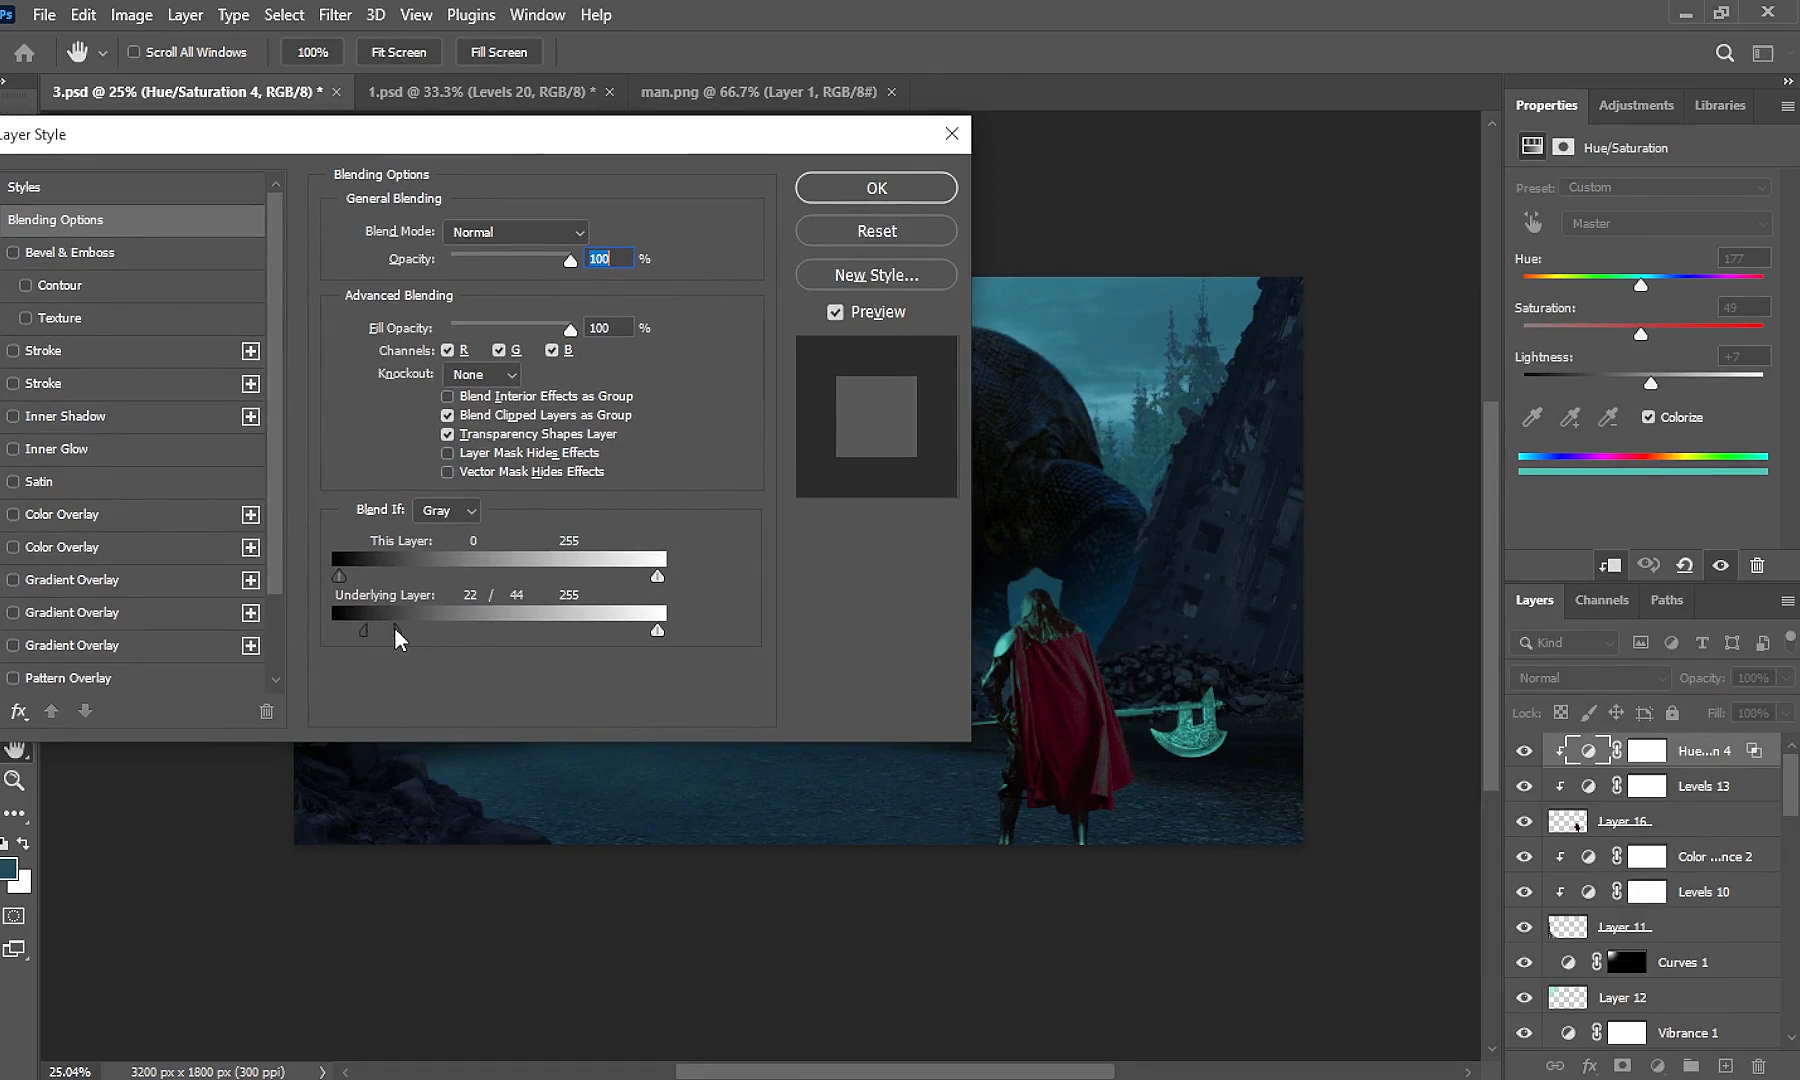 Ps File Edit Image Layer Type Select Filter 3D View Plugins Window Help
Scroll All Windows 100% Fit Screen Fill Screen
3.psd @ 25% (Hue/Saturation 4, RGB/8) * 1.psd @ 33.3% (Levels 20, RGB/8) * man.png @ 66.7% (Layer 1, RGB/8#)
ayer Style
Styles
Blending Options
Bevel & Emboss
Contour
Texture
Stroke
Stroke
Inner Shadow
Inner Glow
Satin
Color Overlay
Color Overlay
Gradient Overlay
Gradient Overlay
Gradient Overlay
Pattern Overlay
fx
Blending Options
General Blending
Blend Mode: Normal
Opacity: 100 %
Advanced Blending
Fill Opacity: 100 %
Channels: R G B
Knockout: None
Blend Interior Effects as Group
Blend Clipped Layers as Group
Transparency Shapes Layer
Layer Mask Hides Effects
Vector Mask Hides Effects
Blend If: Gray
This Layer: 0 255
Underlying Layer: 22 / 44 255
OK
Reset
New Style...
Preview
Properties Adjustments Libraries
Hue/Saturation
Preset: Custom
Master
Hue: 177
Saturation: 49
Lightness: +7
Colorize
Layers Channels Paths
Kind
Normal Opacity: 100%
Lock: Fill: 100%
Hue...n 4
Levels 13
Layer 16
Color ...nce 2
Levels 10
Layer 11
Curves 1
Layer 12
Vibrance 1
fx
25.04% 3200 px x 1800 px (300 ppi)